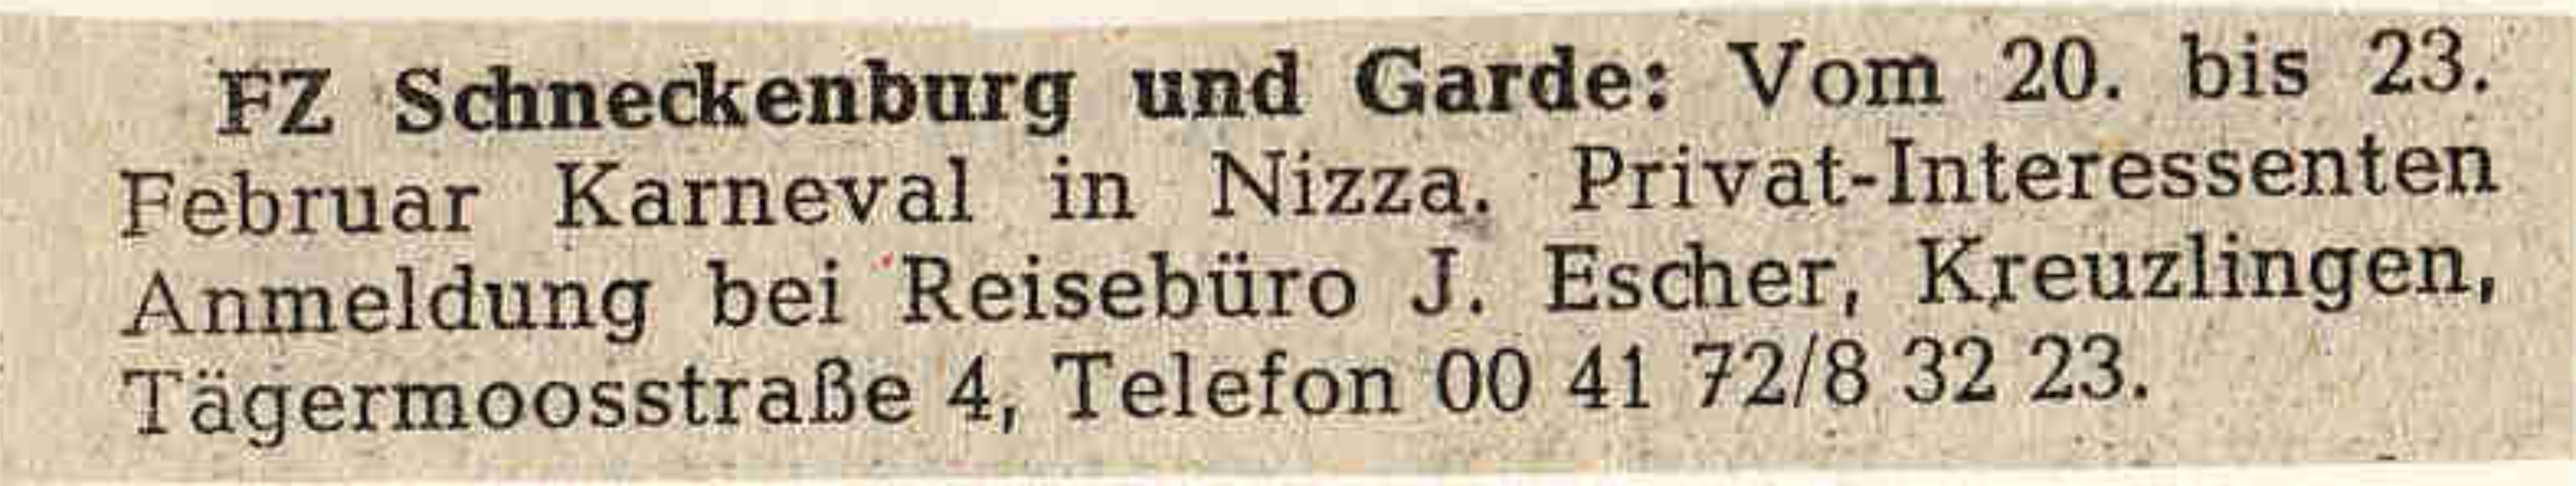 FZ Schneckenburg und Garde: Vom 20. bis 23.
Februar Karneval in Nizza. Privat-Interessenten
Anmeldung bei Reisebüro J. Escher, Kreuzlingen,
Tägermoosstraße 4, Telefon 00 41 72/8 32 23.